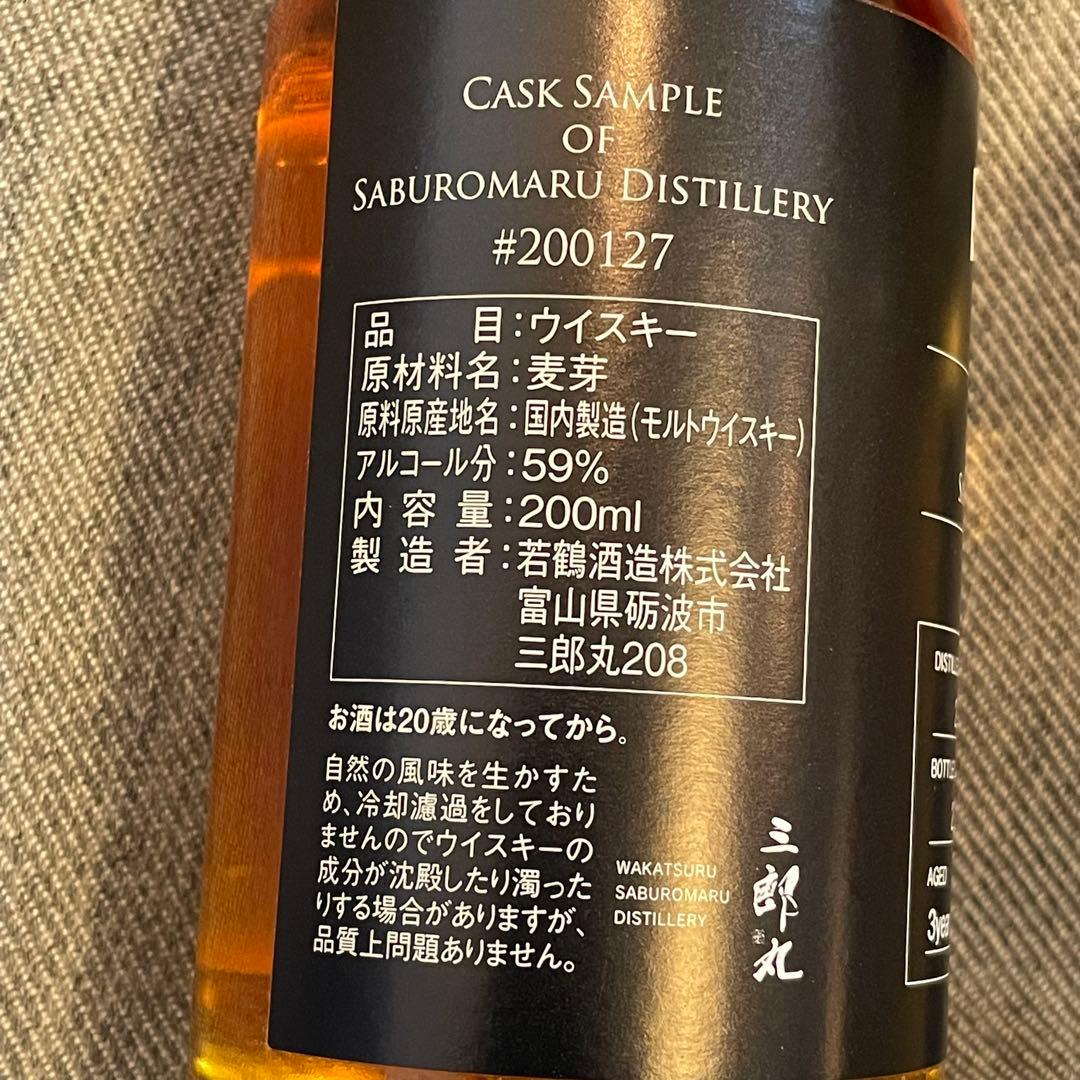 CASK SAMPLE
OF
SABUROMARU DISTILLERY
#200127
品目:ウイスキー
原材料名:麦芽
原料原産地名:国内製造(モルトウイスキー)
アルコール分:59%
内容量:200ml
製造者:若鶴酒造株式会社
富山県砺波市
三郎丸208
お酒は20歳になってから。
自然の風味を生かすた
め、冷却濾過をしており
ませんのでウイスキーの
成分が沈殿したり濁った
りする場合がありますが、
品質上問題ありません。
WAKATSURU
SABUROMARU
DISTILLERY
三郎丸
AGED